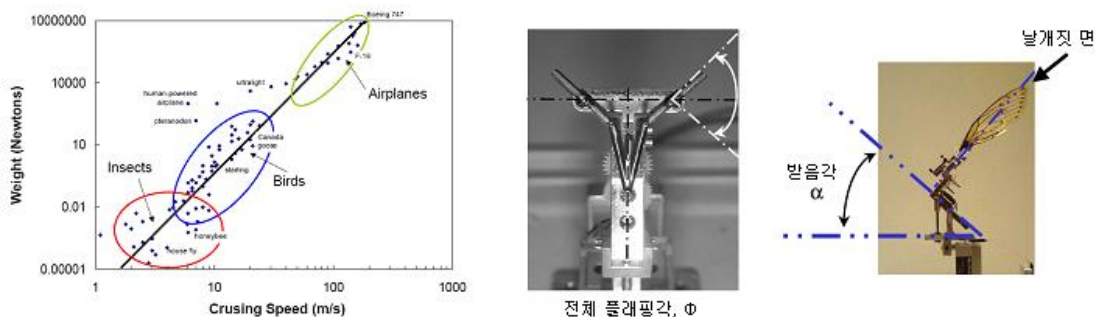 Weight (Newtons)
10000000
10000
10
0.01
0.00001
1
10
100
1000
Crusing Speed (m/s)
Boeing 747
F-16
ultralight
Airplanes
human-powered
airplane
pteranodon
Canada
goose
starling
Birds
Insects
honeybee
house fly
전체 플래핑각, Φ
날개짓 면
받음각
α